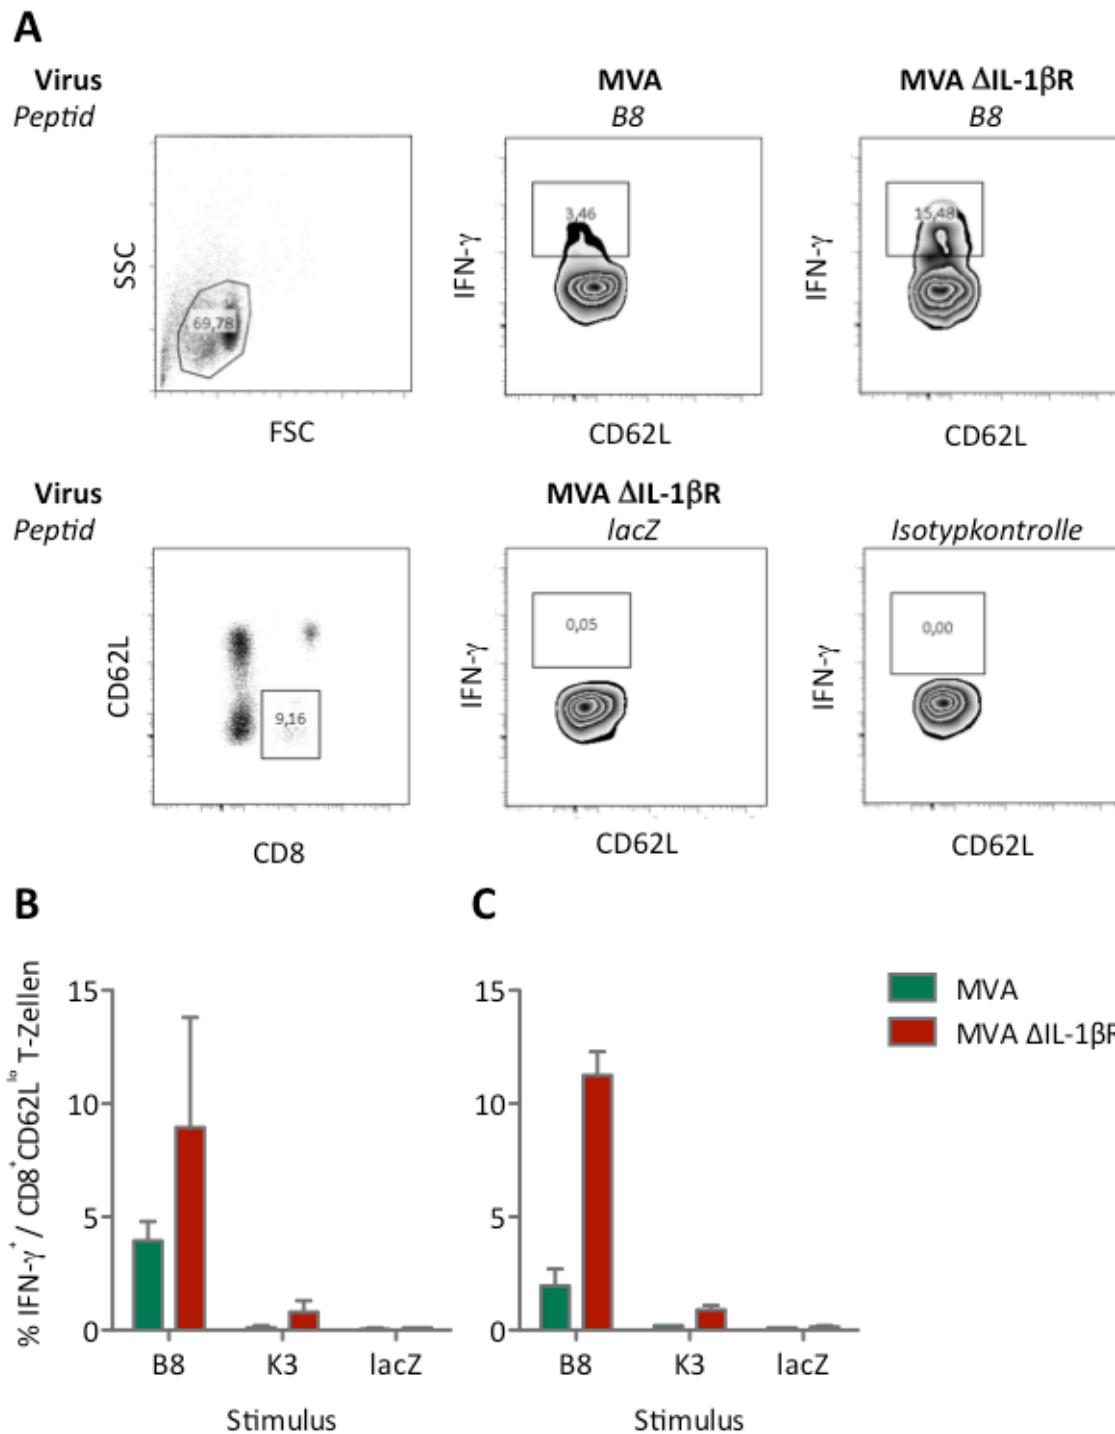 A
Virus
Peptid
MVA
B8
MVA ΔIL-1βR
B8
SSC
69,78
FSC
IFN-γ
3,46
CD62L
IFN-γ
15,48
CD62L
Virus
Peptid
MVA ΔIL-1βR
lacZ
Isotypkontrolle
CD62L
9,16
CD8
IFN-γ
0,05
CD62L
IFN-γ
0,00
CD62L
B
% IFN-γ⁺ / CD8⁺CD62Lˡᵒ T-Zellen
15
10
5
0
B8 K3 lacZ
Stimulus
C
15
10
5
0
B8 K3 lacZ
Stimulus
MVA
MVA ΔIL-1βR